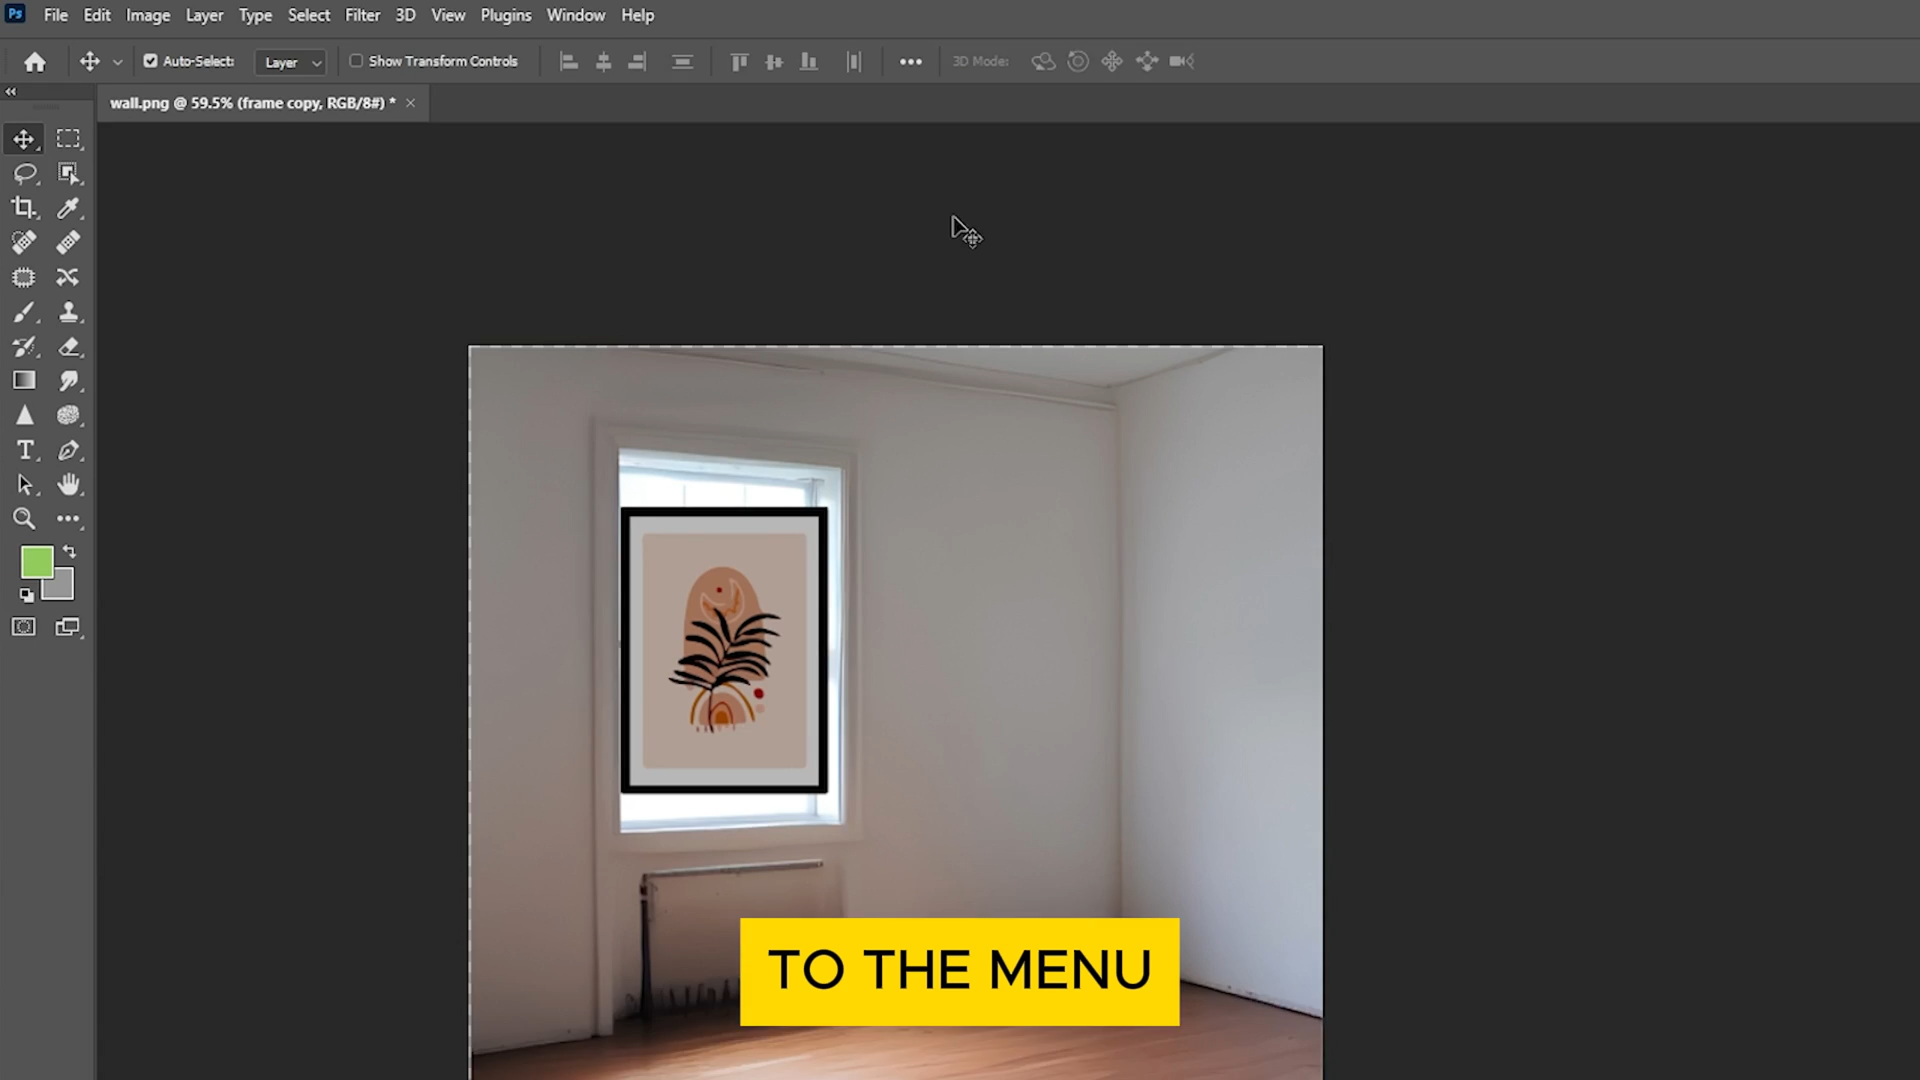 Ps File Edit Image Layer Type Select Filter 3D View Plugins Window Help
Auto-Select: Layer Show Transform Controls 3D Mode:
wall.png @ 59.5% (frame copy, RGB/8#) * ×
T
TO THE MENU